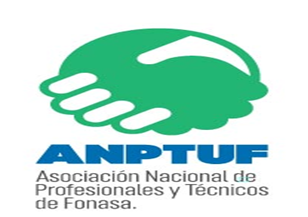 ANPTUF
Asociación Nacional de
Profesionales y Técnicos
de Fonasa.